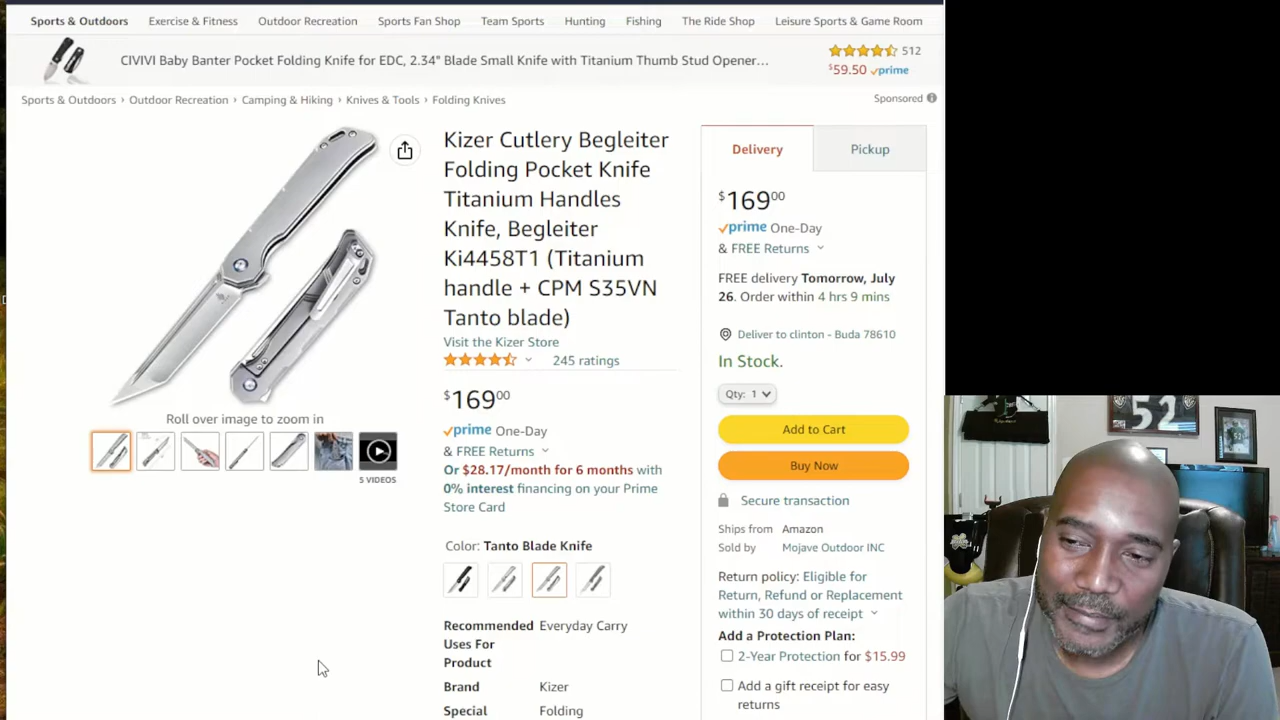 Sports & Outdoors Exercise & Fitness Outdoor Recreation Sports Fan Shop Team Sports Hunting Fishing The Ride Shop Leisure Sports & Game Room
CIVIVI Baby Banter Pocket Folding Knife for EDC, 2.34" Blade Small Knife with Titanium Thumb Stud Opener…
512
$59.50 prime
Sports & Outdoors › Outdoor Recreation › Camping & Hiking › Knives & Tools › Folding Knives
Sponsored
Roll over image to zoom in
5 VIDEOS
Kizer Cutlery Begleiter
Folding Pocket Knife
Titanium Handles
Knife, Begleiter
Ki4458T1 (Titanium
handle + CPM S35VN
Tanto blade)
Visit the Kizer Store
245 ratings
$16900
prime One-Day
& FREE Returns
Or $28.17/month for 6 months with
0% interest financing on your Prime
Store Card
Color: Tanto Blade Knife
Recommended Uses For Product Everyday Carry
Brand Kizer
Special Folding
Delivery
Pickup
$16900
prime One-Day
& FREE Returns
FREE delivery Tomorrow, July
26. Order within 4 hrs 9 mins
Deliver to clinton - Buda 78610
In Stock.
Qty: 1
Add to Cart
Buy Now
Secure transaction
Ships from Amazon
Sold by Mojave Outdoor INC
Return policy: Eligible for
Return, Refund or Replacement
within 30 days of receipt
Add a Protection Plan:
2-Year Protection for $15.99
Add a gift receipt for easy
returns
52